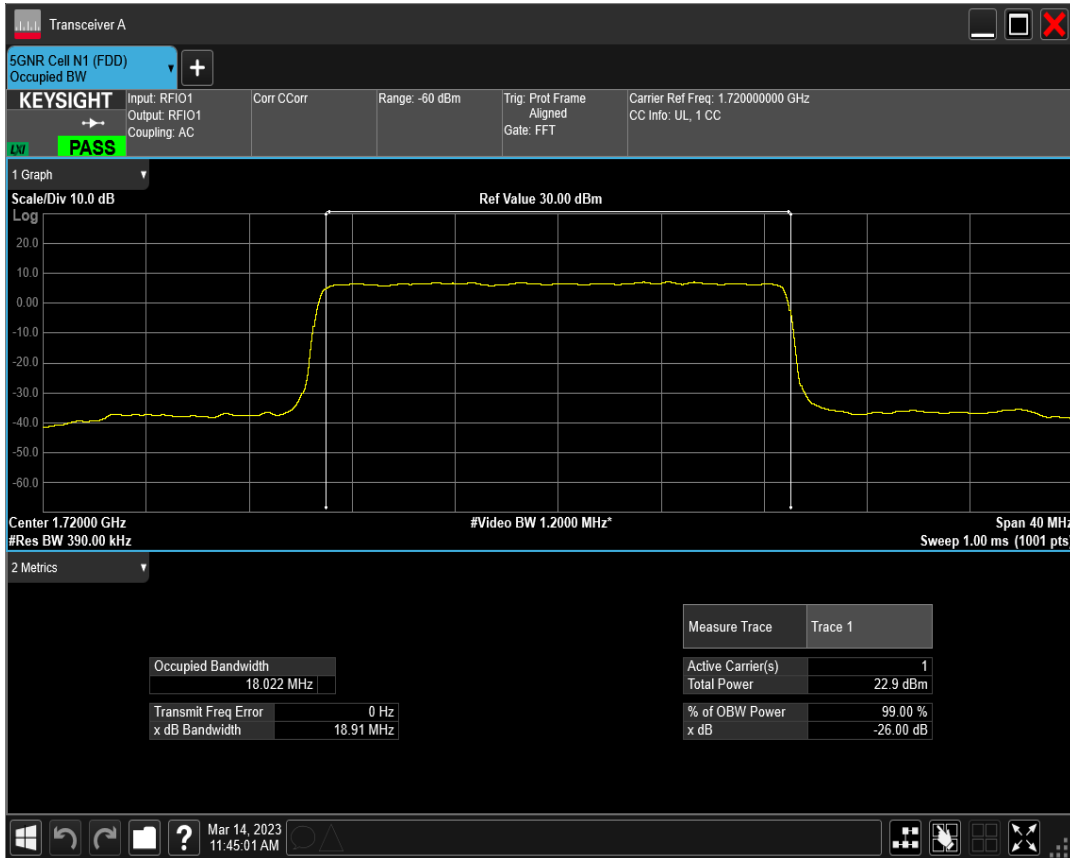 Transceiver A
5GNR Cell N1 (FDD)
Occupied BW
+
KEYSIGHT
LXI
PASS
Input: RFIO1
Output: RFIO1
Coupling: AC
Corr CCorr
Range: -60 dBm
Trig: Prot Frame
Aligned
Gate: FFT
Carrier Ref Freq: 1.720000000 GHz
CC Info: UL, 1 CC
1 Graph
Scale/Div 10.0 dB
Ref Value 30.00 dBm
Log
20.0
10.0
0.00
-10.0
-20.0
-30.0
-40.0
-50.0
-60.0
Center 1.72000 GHz
#Video BW 1.2000 MHz*
Span 40 MHz
#Res BW 390.00 kHz
Sweep 1.00 ms (1001 pts)
2 Metrics
Measure Trace Trace 1
Occupied Bandwidth
18.022 MHz
Transmit Freq Error 0 Hz
x dB Bandwidth 18.91 MHz
Active Carrier(s) 1
Total Power 22.9 dBm
% of OBW Power 99.00 %
x dB -26.00 dB
?
Mar 14, 2023
11:45:01 AM